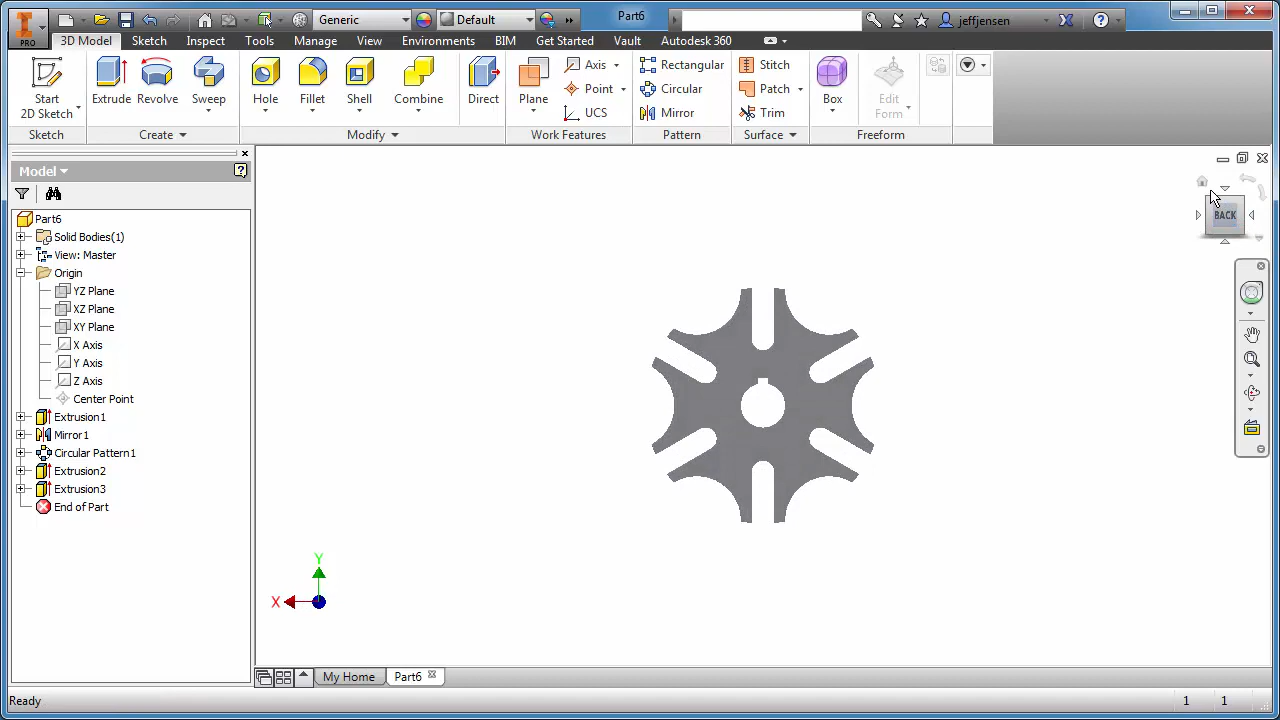 PRO
Generic
Default
Part6
jeffjensen
3D Model
Sketch
Inspect
Tools
Manage
View
Environments
BIM
Get Started
Vault
Autodesk 360
Start
2D Sketch
Extrude
Revolve
Sweep
Hole
Fillet
Shell
Combine
Direct
Plane
Axis
Point
UCS
Rectangular
Circular
Mirror
Stitch
Patch
Trim
Box
Edit
Form
Sketch
Create
Modify
Work Features
Pattern
Surface
Freeform
Model
Part6
Solid Bodies(1)
View: Master
Origin
YZ Plane
XZ Plane
XY Plane
X Axis
Y Axis
Z Axis
Center Point
Extrusion1
Mirror1
Circular Pattern1
Extrusion2
Extrusion3
End of Part
BACK
Y
X
My Home
Part6
Ready
1
1